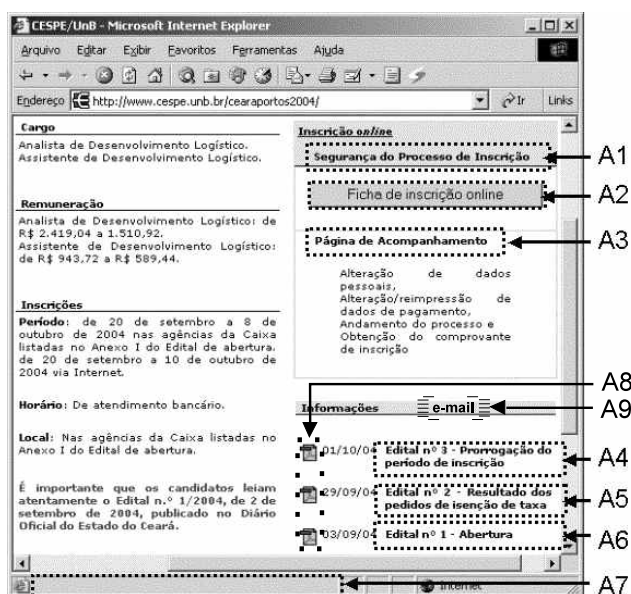 CESPE/UnB - Microsoft Internet Explorer
Arquivo Editar Exibir Favoritos Ferramentas Ajuda
Endereço http://www.cespe.unb.br/cearaportos2004/ Ir Links
Cargo
Analista de Desenvolvimento Logístico.
Assistente de Desenvolvimento Logístico.
Remuneração
Analista de Desenvolvimento Logístico: de
R$ 2.419,04 a 1.510,92.
Assistente de Desenvolvimento Logístico:
de R$ 943,72 a R$ 589,44.
Inscrições
Período: de 20 de setembro a 8 de
outubro de 2004 nas agências da Caixa
listadas no Anexo I do Edital de abertura.
de 20 de setembro a 10 de outubro de
2004 via Internet.
Horário: De atendimento bancário.
Local: Nas agências da Caixa listadas no
Anexo I do Edital de abertura.
É importante que os candidatos leiam
atentamente o Edital n.º 1/2004, de 2 de
setembro de 2004, publicado no Diário
Oficial do Estado do Ceará.
Inscrição online
Segurança do Processo de Inscrição
A1
Ficha de inscrição online
A2
Página de Acompanhamento
A3
Alteração de dados
pessoais,
Alteração/reimpressão de
dados de pagamento,
Andamento do processo e
Obtenção do comprovante
de inscrição
A8
Informações e-mail
A9
01/10/04 Edital nº 3 - Prorrogação do
período de inscrição
A4
29/09/04 Edital nº 2 - Resultado dos
pedidos de isenção de taxa
A5
03/09/04 Edital nº 1 - Abertura
A6
Internet
A7